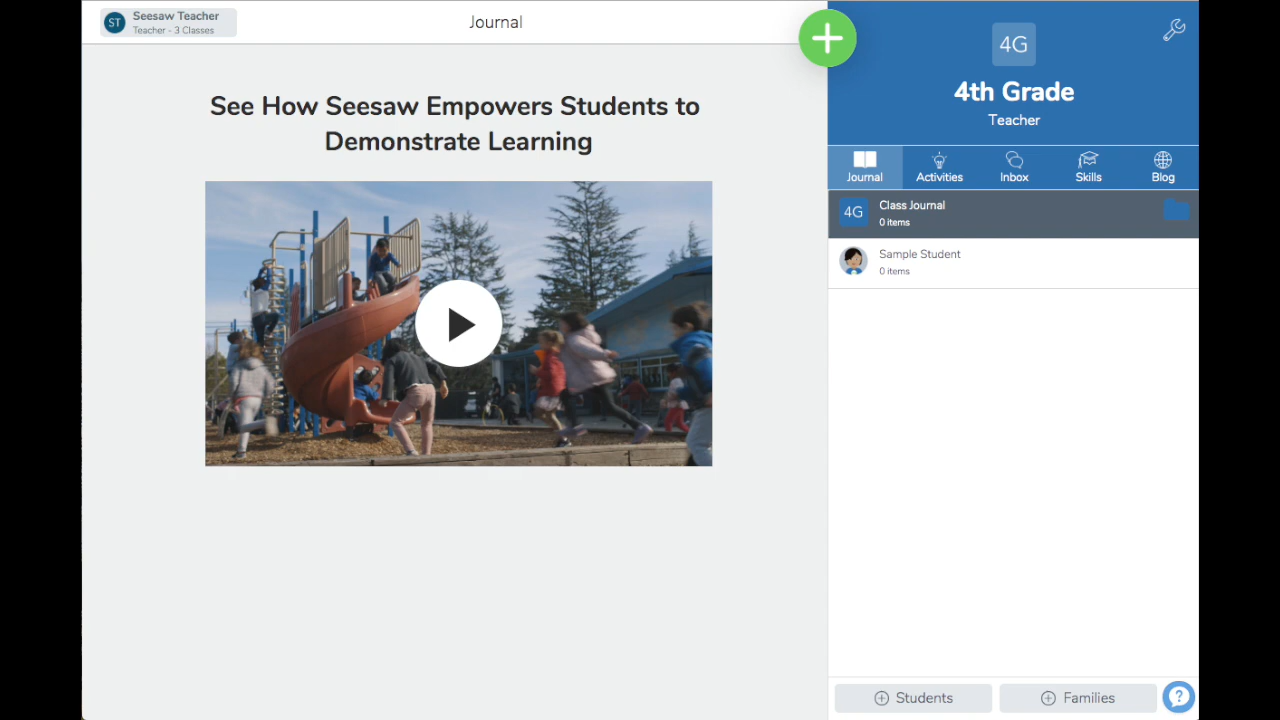 ST
Seesaw Teacher
Teacher - 3 Classes
Journal
See How Seesaw Empowers Students to
Demonstrate Learning
4G
4th Grade
Teacher
Journal
Activities
Inbox
Skills
Blog
4G
Class Journal
0 items
Sample Student
0 items
Students
Families
?